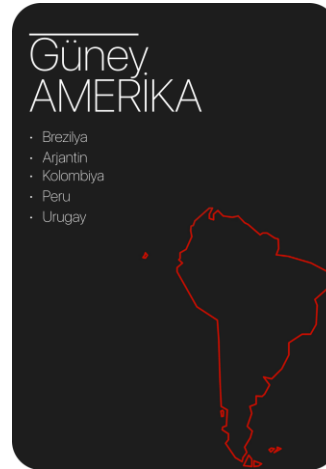 Güney
AMERİKA
· Brezilya
· Arjantin
· Kolombiya
· Peru
· Urugay